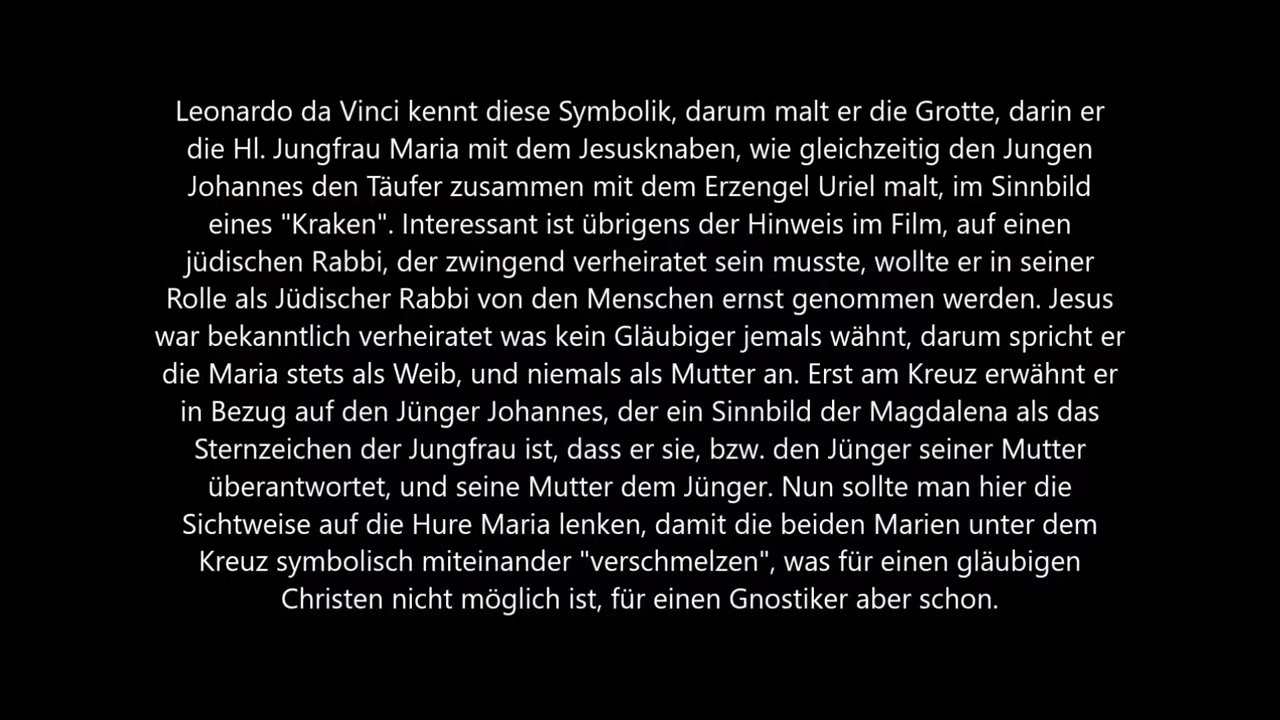 Leonardo da Vinci kennt diese Symbolik, darum malt er die Grotte, darin er
die Hl. Jungfrau Maria mit dem Jesusknaben, wie gleichzeitig den Jungen
Johannes den Täufer zusammen mit dem Erzengel Uriel malt, im Sinnbild
eines "Kraken". Interessant ist übrigens der Hinweis im Film, auf einen
jüdischen Rabbi, der zwingend verheiratet sein musste, wollte er in seiner
Rolle als Jüdischer Rabbi von den Menschen ernst genommen werden. Jesus
war bekanntlich verheiratet was kein Gläubiger jemals wähnt, darum spricht er
die Maria stets als Weib, und niemals als Mutter an. Erst am Kreuz erwähnt er
in Bezug auf den Jünger Johannes, der ein Sinnbild der Magdalena als das
Sternzeichen der Jungfrau ist, dass er sie, bzw. den Jünger seiner Mutter
überantwortet, und seine Mutter dem Jünger. Nun sollte man hier die
Sichtweise auf die Hure Maria lenken, damit die beiden Marien unter dem
Kreuz symbolisch miteinander "verschmelzen", was für einen gläubigen
Christen nicht möglich ist, für einen Gnostiker aber schon.